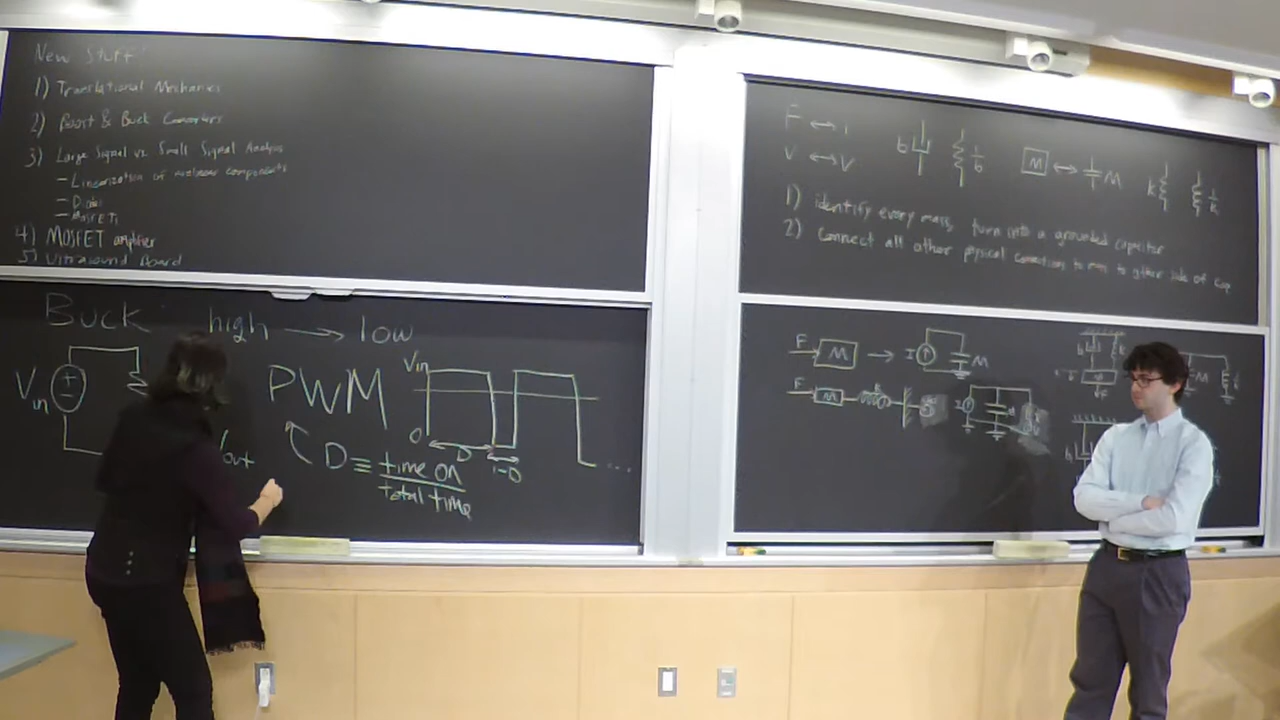 New Stuff
1) Translational Mechanics
2) Boost & Buck Converters
3) Large Signal vs Small Signal Analysis
- Linearization of nonlinear components
- Diodes
- MOSFETs
4) MOSFET amplifier
5) Ultrasound Board
Buck high → low
Vin
PWM
Vin
0
D
1-D
D ≡ time on
total time
...
F ↔ i
V ↔ V
b
1/b
M ↔ M
k
1) identify every mass, turn into a grounded capacitor
2) Connect all other physical connections to mass to other side of cap
F M → I M
F M k